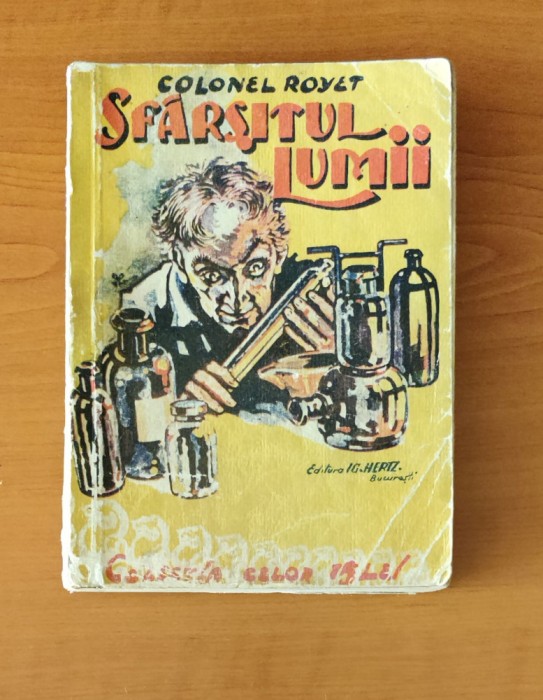 COLONEL ROYET
SFÂRȘITUL
LUMII
Editura IG. HERTZ.
București
COLECȚIA CELOR 15 LEI